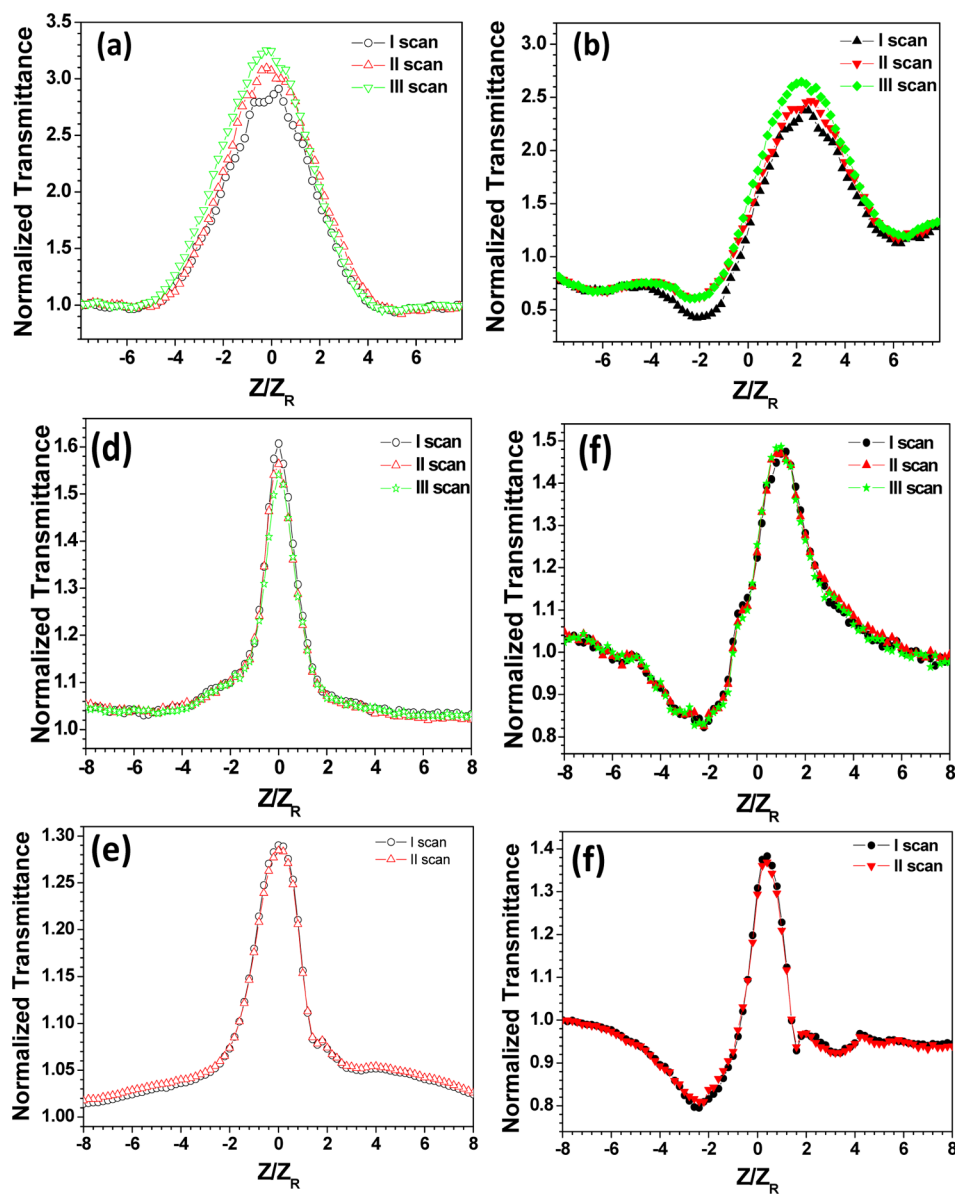 (a)
I scan
II scan
III scan
Normalized Transmittance
3.5
3.0
2.5
2.0
1.5
1.0
-6 -4 -2 0 2 4 6
Z/ZR
(b)
I scan
II scan
III scan
Normalized Transmittance
3.0
2.5
2.0
1.5
1.0
0.5
-6 -4 -2 0 2 4 6
Z/ZR
(d)
I scan
II scan
III scan
Normalized Transmittance
1.6
1.5
1.4
1.3
1.2
1.1
1.0
-8 -6 -4 -2 0 2 4 6 8
Z/ZR
(f)
I scan
II scan
III scan
Normalized Transmittance
1.5
1.4
1.3
1.2
1.1
1.0
0.9
0.8
-8 -6 -4 -2 0 2 4 6 8
Z/ZR
(e)
I scan
II scan
Normalized Transmittance
1.30
1.25
1.20
1.15
1.10
1.05
1.00
-8 -6 -4 -2 0 2 4 6 8
Z/ZR
(f)
I scan
II scan
Normalized Transmittance
1.4
1.3
1.2
1.1
1.0
0.9
0.8
-8 -6 -4 -2 0 2 4 6 8
Z/ZR